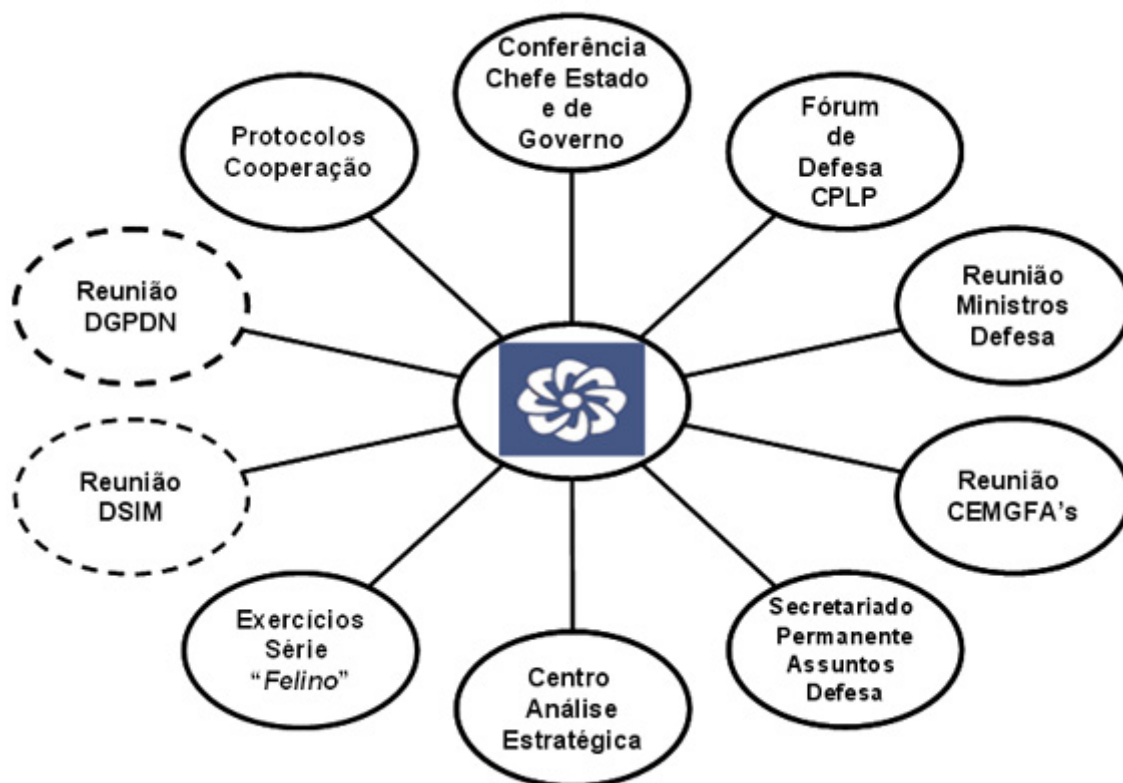 Conferência
Chefe Estado
e de
Governo
Protocolos
Cooperação
Fórum
de
Defesa
CPLP
Reunião
DGPDN
Reunião
Ministros
Defesa
Reunião
DSIM
Reunião
CEMGFA's
Exercícios
Série
“Felino”
Centro
Análise
Estratégica
Secretariado
Permanente
Assuntos
Defesa